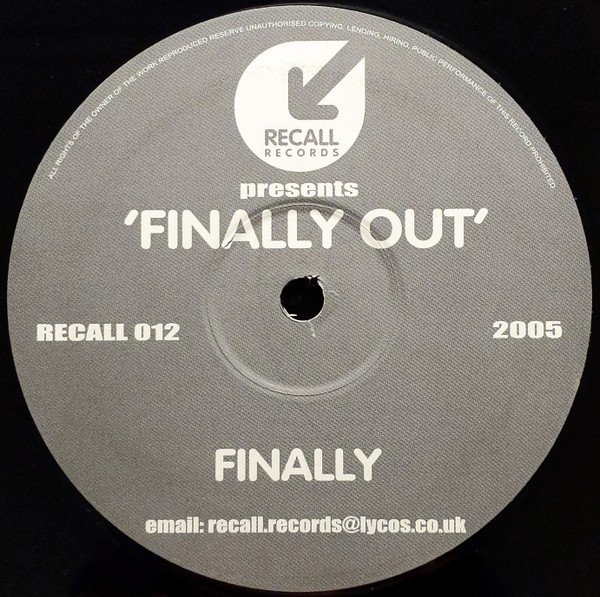 ALL RIGHTS OF THE OWNER OF THE WORK REPRODUCED RESERVE UNAUTHORISED COPYING, LENDING, HIRING, PUBLIC PERFORMANCE OF THIS RECORD PROHIBITED
RECALL
RECORDS
presents
'FINALLY OUT'
RECALL 012
2005
FINALLY
email: recall.records@lycos.co.uk